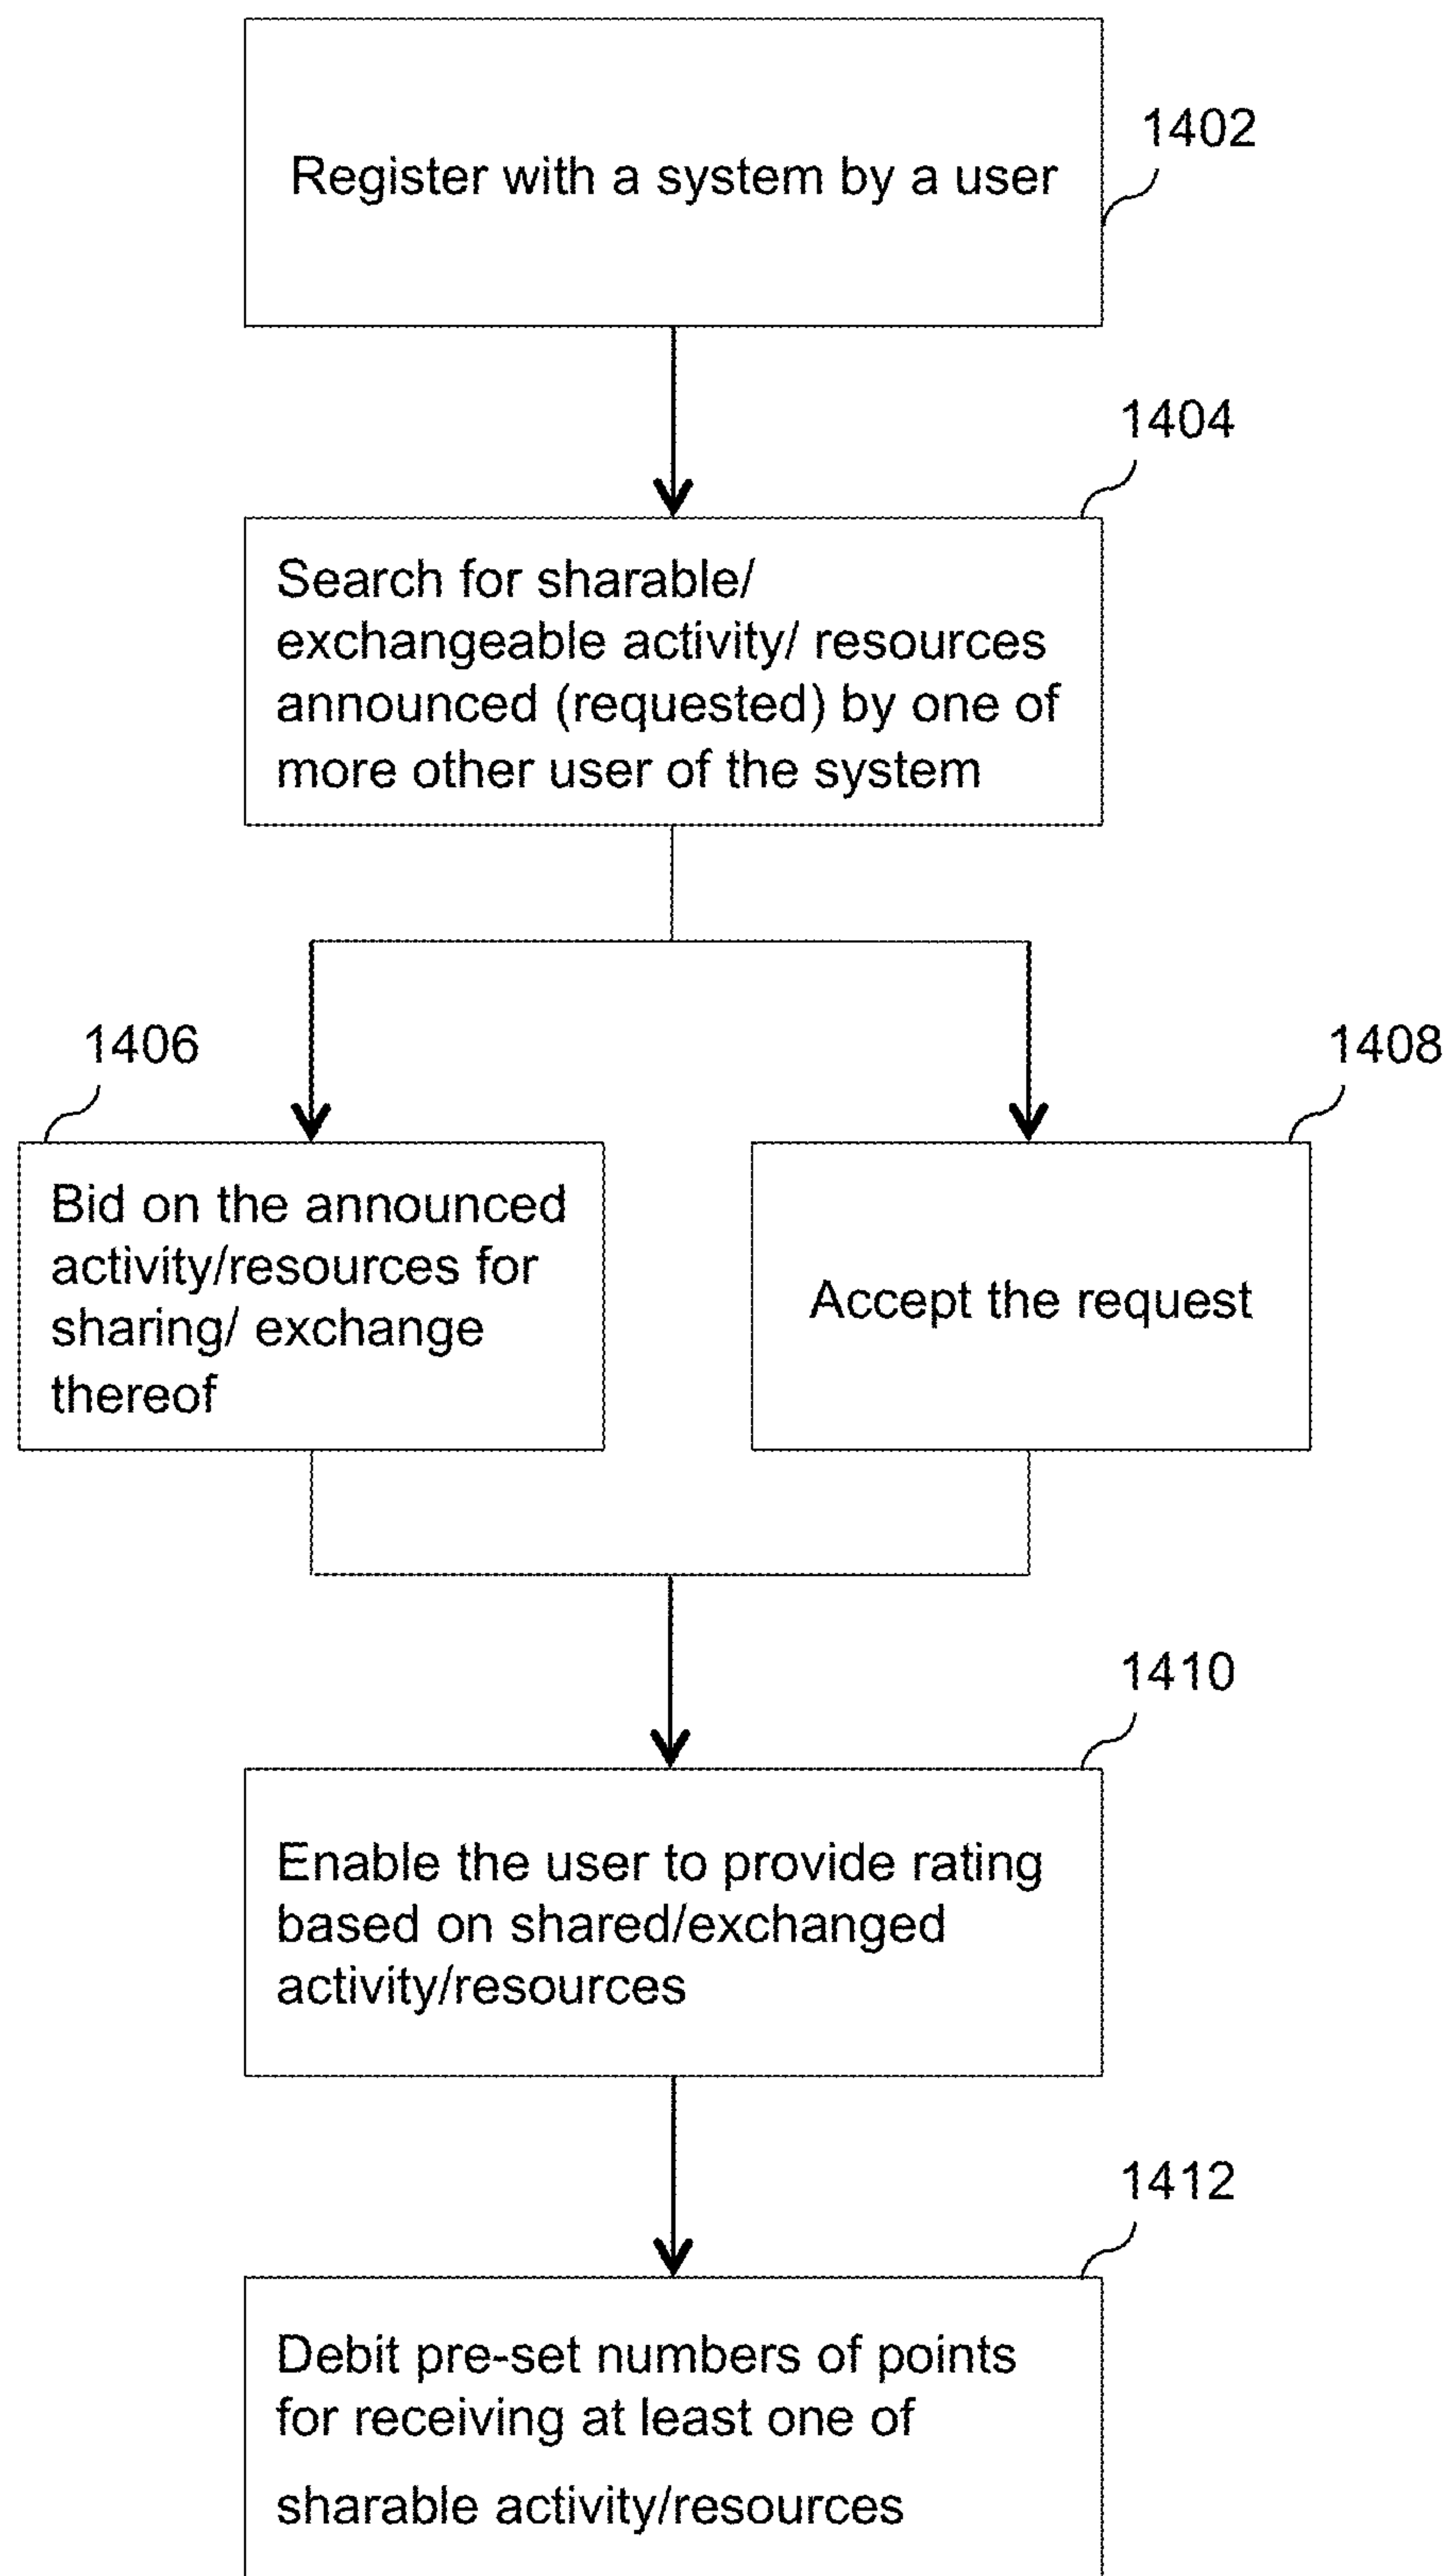 1402
Register with a system by a user
1404
Search for sharable/
exchangeable activity/ resources
announced (requested) by one of
more other user of the system
1406
1408
Bid on the announced
activity/resources for
sharing/ exchange
thereof
Accept the request
1410
Enable the user to provide rating
based on shared/exchanged
activity/resources
1412
Debit pre-set numbers of points
for receiving at least one of
sharable activity/resources